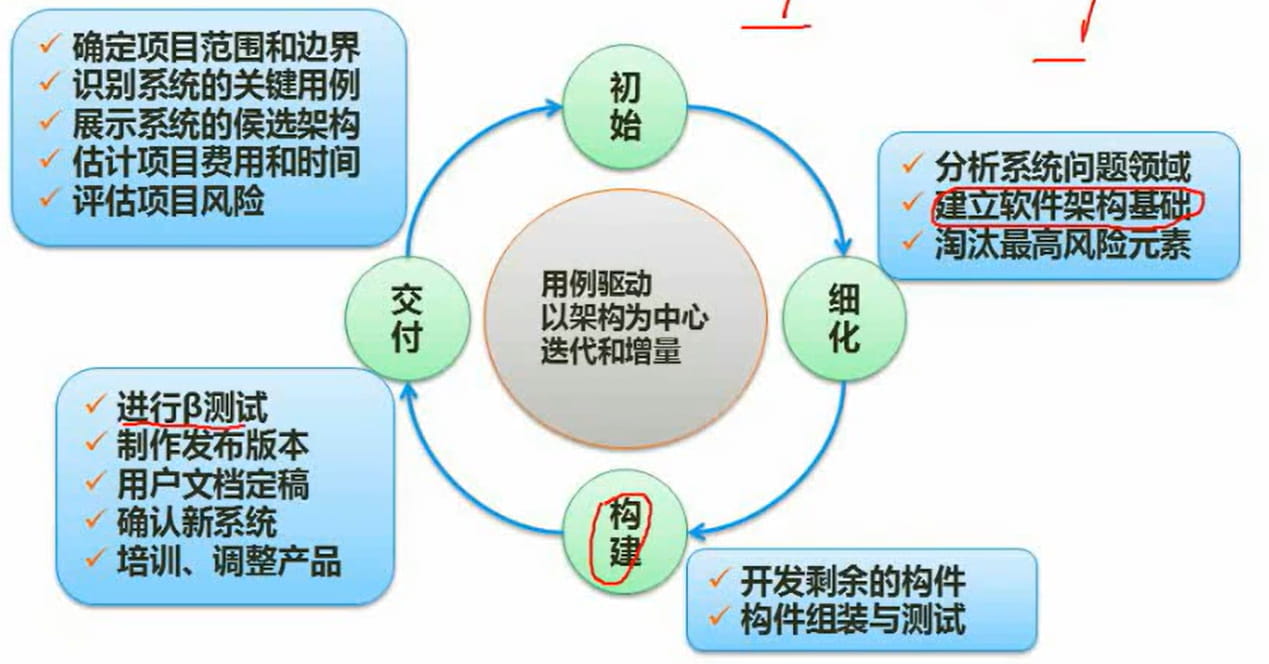 确定项目范围和边界
识别系统的关键用例
展示系统的侯选架构
估计项目费用和时间
评估项目风险
初
始
分析系统问题领域
建立软件架构基础
淘汰最高风险元素
交
付
用例驱动
以架构为中心
迭代和增量
细
化
进行β测试
制作发布版本
用户文档定稿
确认新系统
培训、调整产品
构
建
开发剩余的构件
构件组装与测试